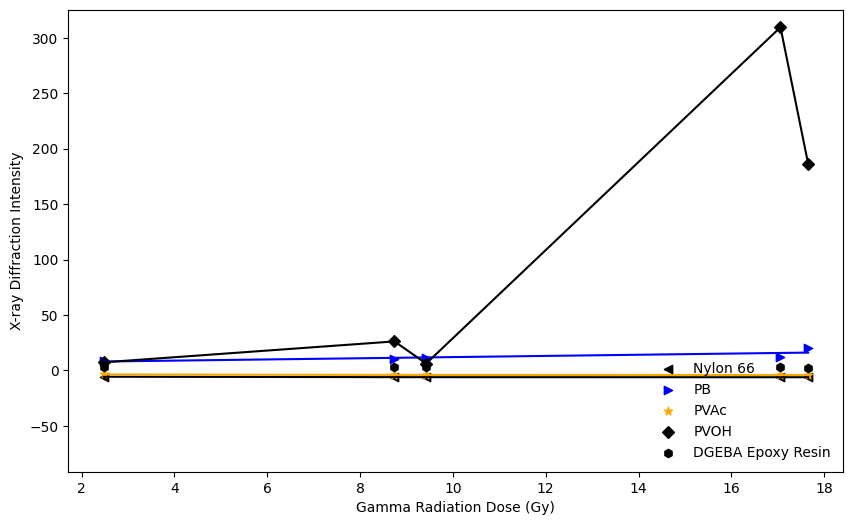 300
250
200
150
100
50
0
−50
X-ray Diffraction Intensity
Nylon 66
PB
PVAc
PVOH
DGEBA Epoxy Resin
2 4 6 8 10 12 14 16 18
Gamma Radiation Dose (Gy)